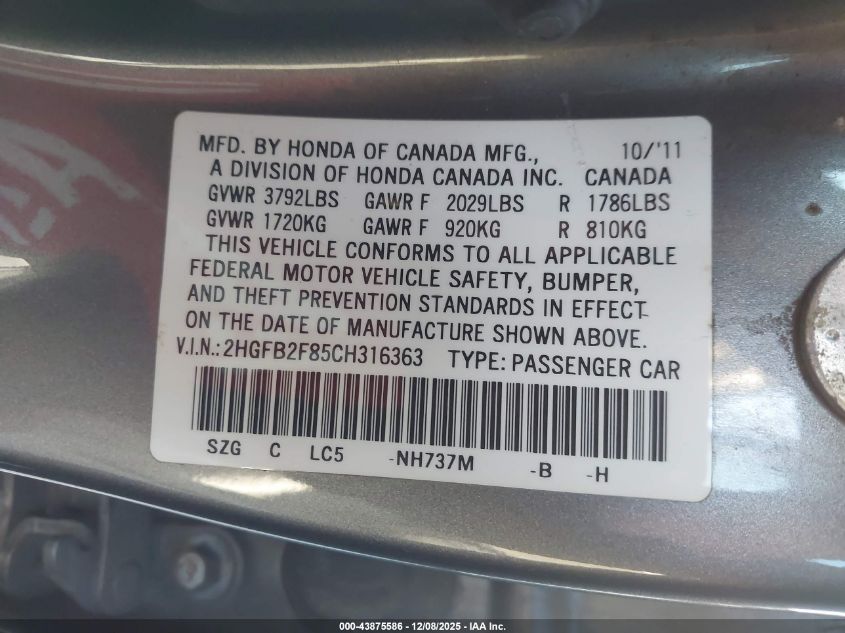 MFD. BY HONDA OF CANADA MFG., 10/'11
A DIVISION OF HONDA CANADA INC. CANADA
GVWR 3792LBS GAWR F 2029LBS R 1786LBS
GVWR 1720KG GAWR F 920KG R 810KG
THIS VEHICLE CONFORMS TO ALL APPLICABLE
FEDERAL MOTOR VEHICLE SAFETY, BUMPER,
AND THEFT PREVENTION STANDARDS IN EFFECT
ON THE DATE OF MANUFACTURE SHOWN ABOVE.
V.I.N.:2HGFB2F85CH316363 TYPE: PASSENGER CAR
SZG C LC5 -NH737M -B -H
000-43875586 - 12/08/2025 - IAA Inc.